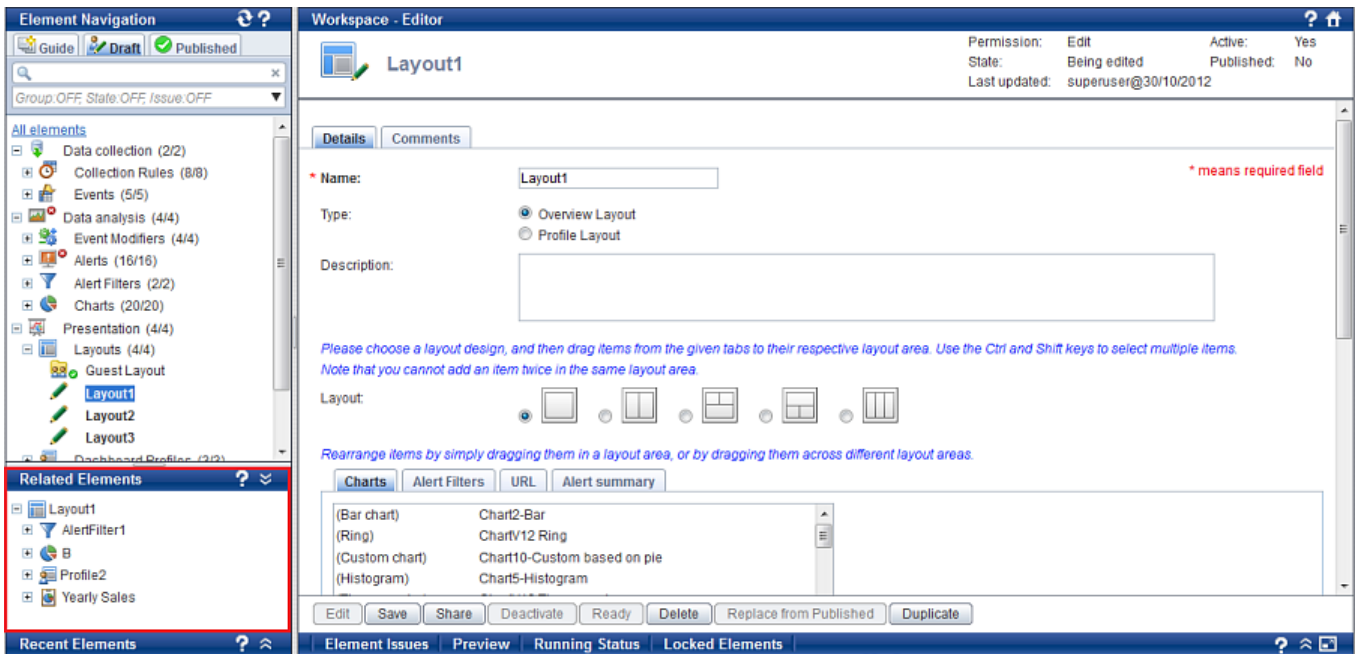 Element Navigation
Guide Draft Published
Group:OFF, State:OFF, Issue:OFF
All elements
Data collection (2/2)
Collection Rules (8/8)
Events (5/5)
Data analysis (4/4)
Event Modifiers (4/4)
Alerts (16/16)
Alert Filters (2/2)
Charts (20/20)
Presentation (4/4)
Layouts (4/4)
Guest Layout
Layout1
Layout2
Layout3
Dashboard Profiles (3/3)
Related Elements
Layout1
AlertFilter1
B
Profile2
Yearly Sales
Recent Elements
Workspace - Editor
Layout1
Permission: Edit Active: Yes
State: Being edited Published: No
Last updated: superuser@30/10/2012
Details Comments
* means required field
* Name: Layout1
Type: Overview Layout
Profile Layout
Description:
Please choose a layout design, and then drag items from the given tabs to their respective layout area. Use the Ctrl and Shift keys to select multiple items.
Note that you cannot add an item twice in the same layout area.
Layout:
Rearrange items by simply dragging them in a layout area, or by dragging them across different layout areas.
Charts Alert Filters URL Alert summary
(Bar chart) Chart2-Bar
(Ring) ChartV12 Ring
(Custom chart) Chart10-Custom based on pie
(Histogram) Chart5-Histogram
Edit Save Share Deactivate Ready Delete Replace from Published Duplicate
Element Issues Preview Running Status Locked Elements